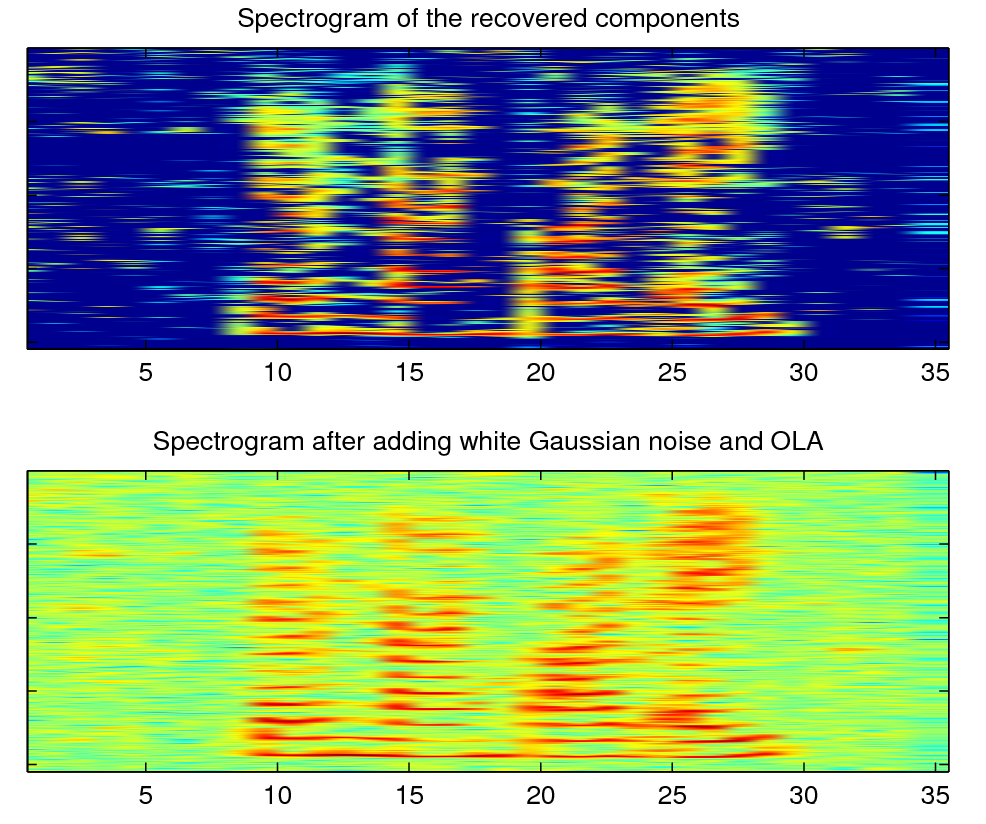 Spectrogram of the recovered components
5 10 15 20 25 30 35
Spectrogram after adding white Gaussian noise and OLA
5 10 15 20 25 30 35